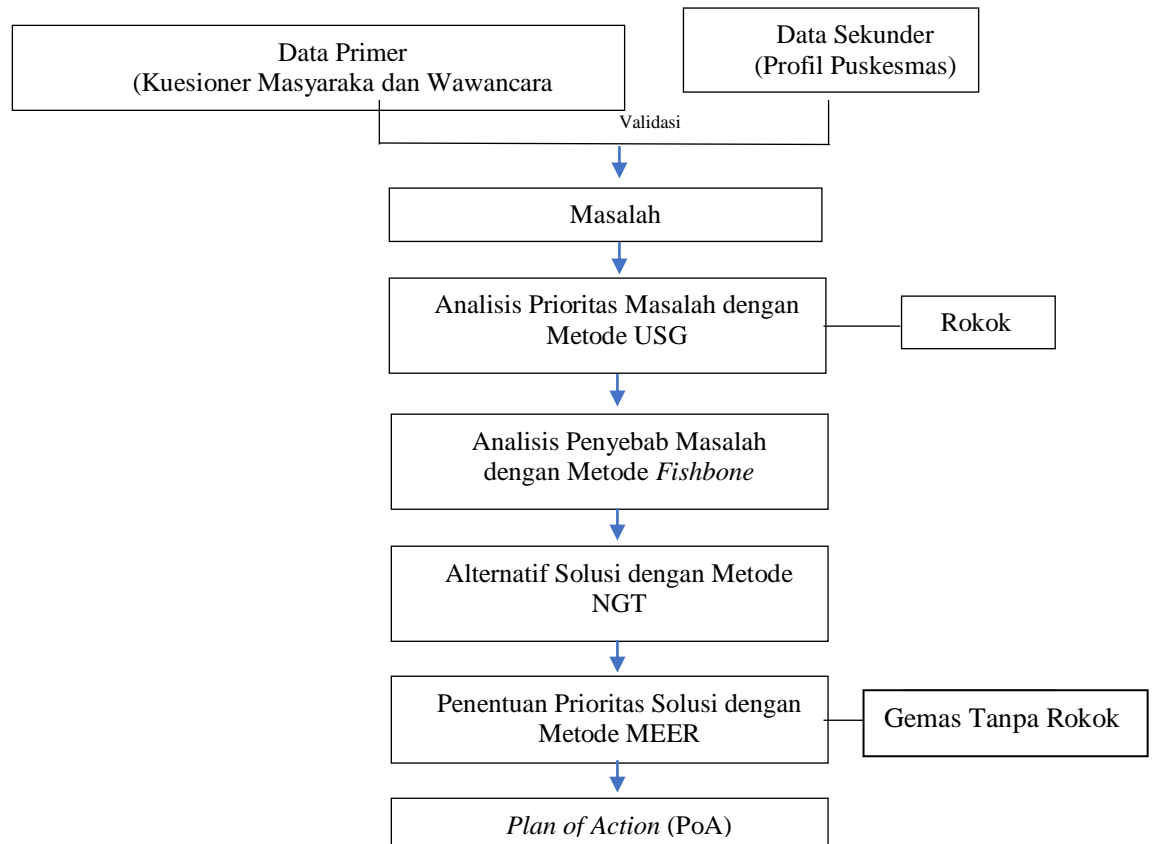 Data Primer
(Kuesioner Masyaraka dan Wawancara
Data Sekunder
(Profil Puskesmas)
Validasi
Masalah
Analisis Prioritas Masalah dengan
Metode USG
Rokok
Analisis Penyebab Masalah
dengan Metode Fishbone
Alternatif Solusi dengan Metode
NGT
Penentuan Prioritas Solusi dengan
Metode MEER
Gemas Tanpa Rokok
Plan of Action (PoA)